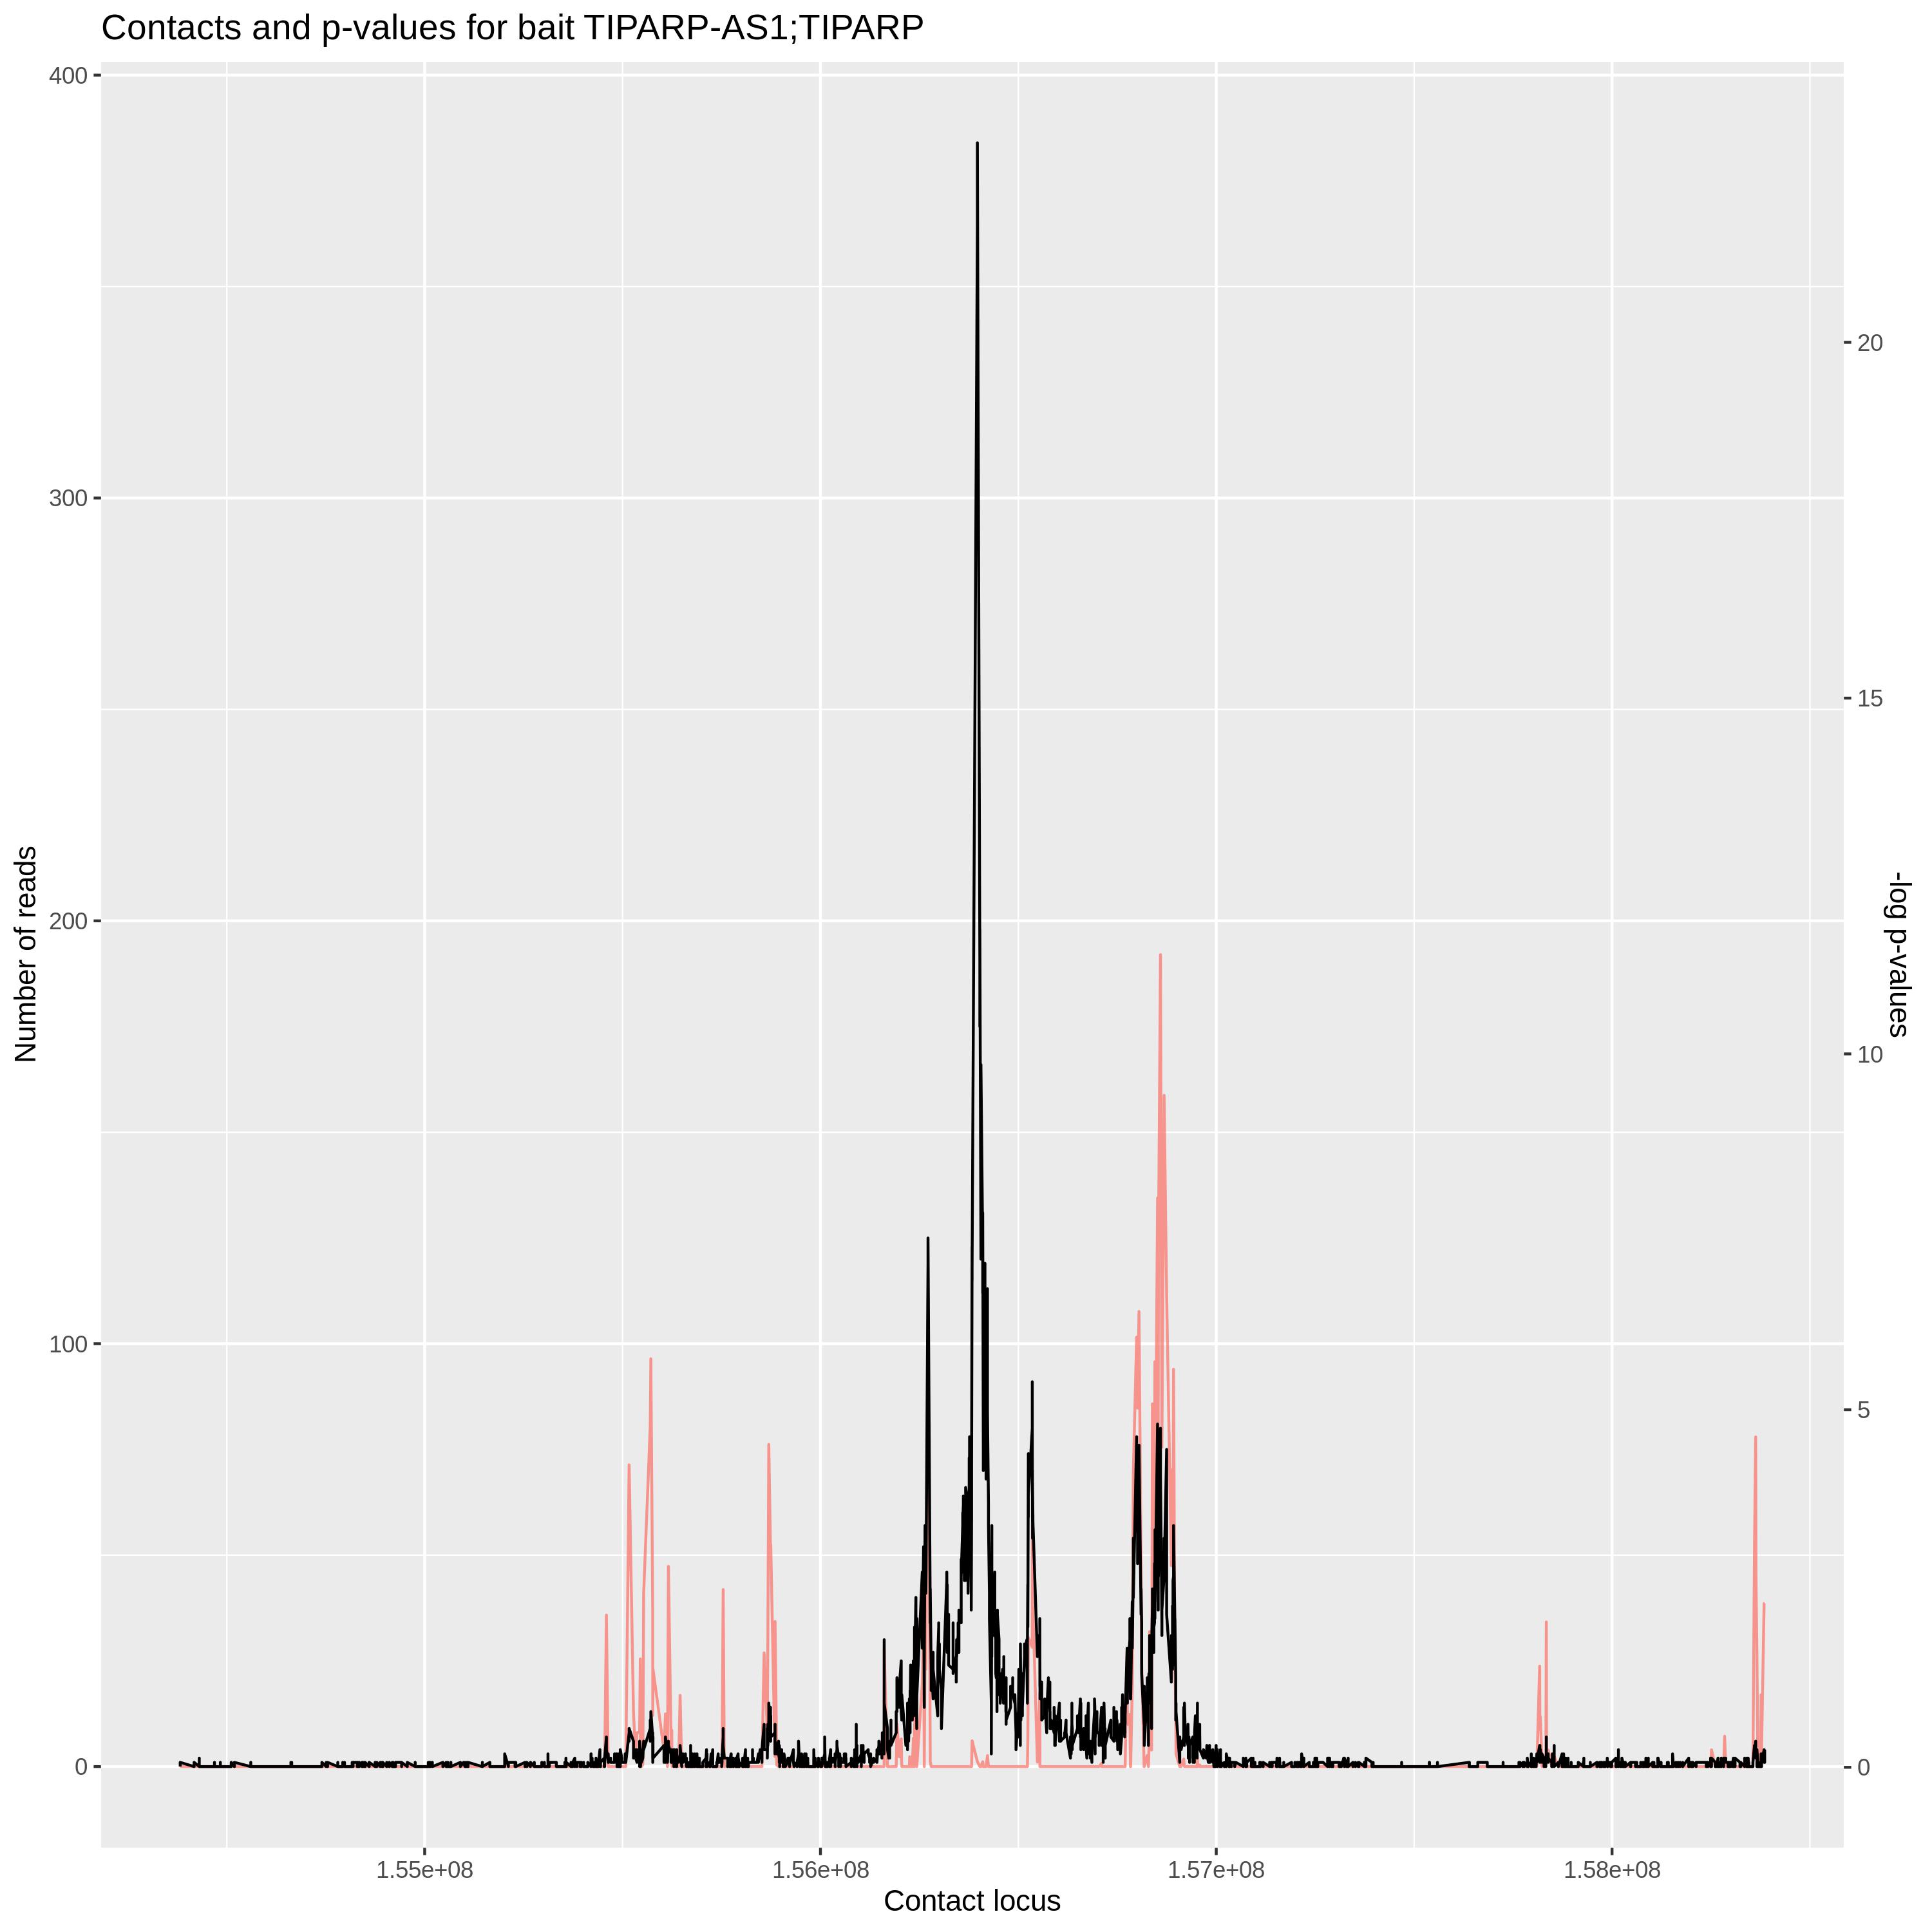 Contacts and p-values for bait TIPARP-AS1;TIPARP
400
300
200
100
0
Number of reads
20
15
10
5
0
-log p-values
1.55e+08
1.56e+08
1.57e+08
1.58e+08
Contact locus